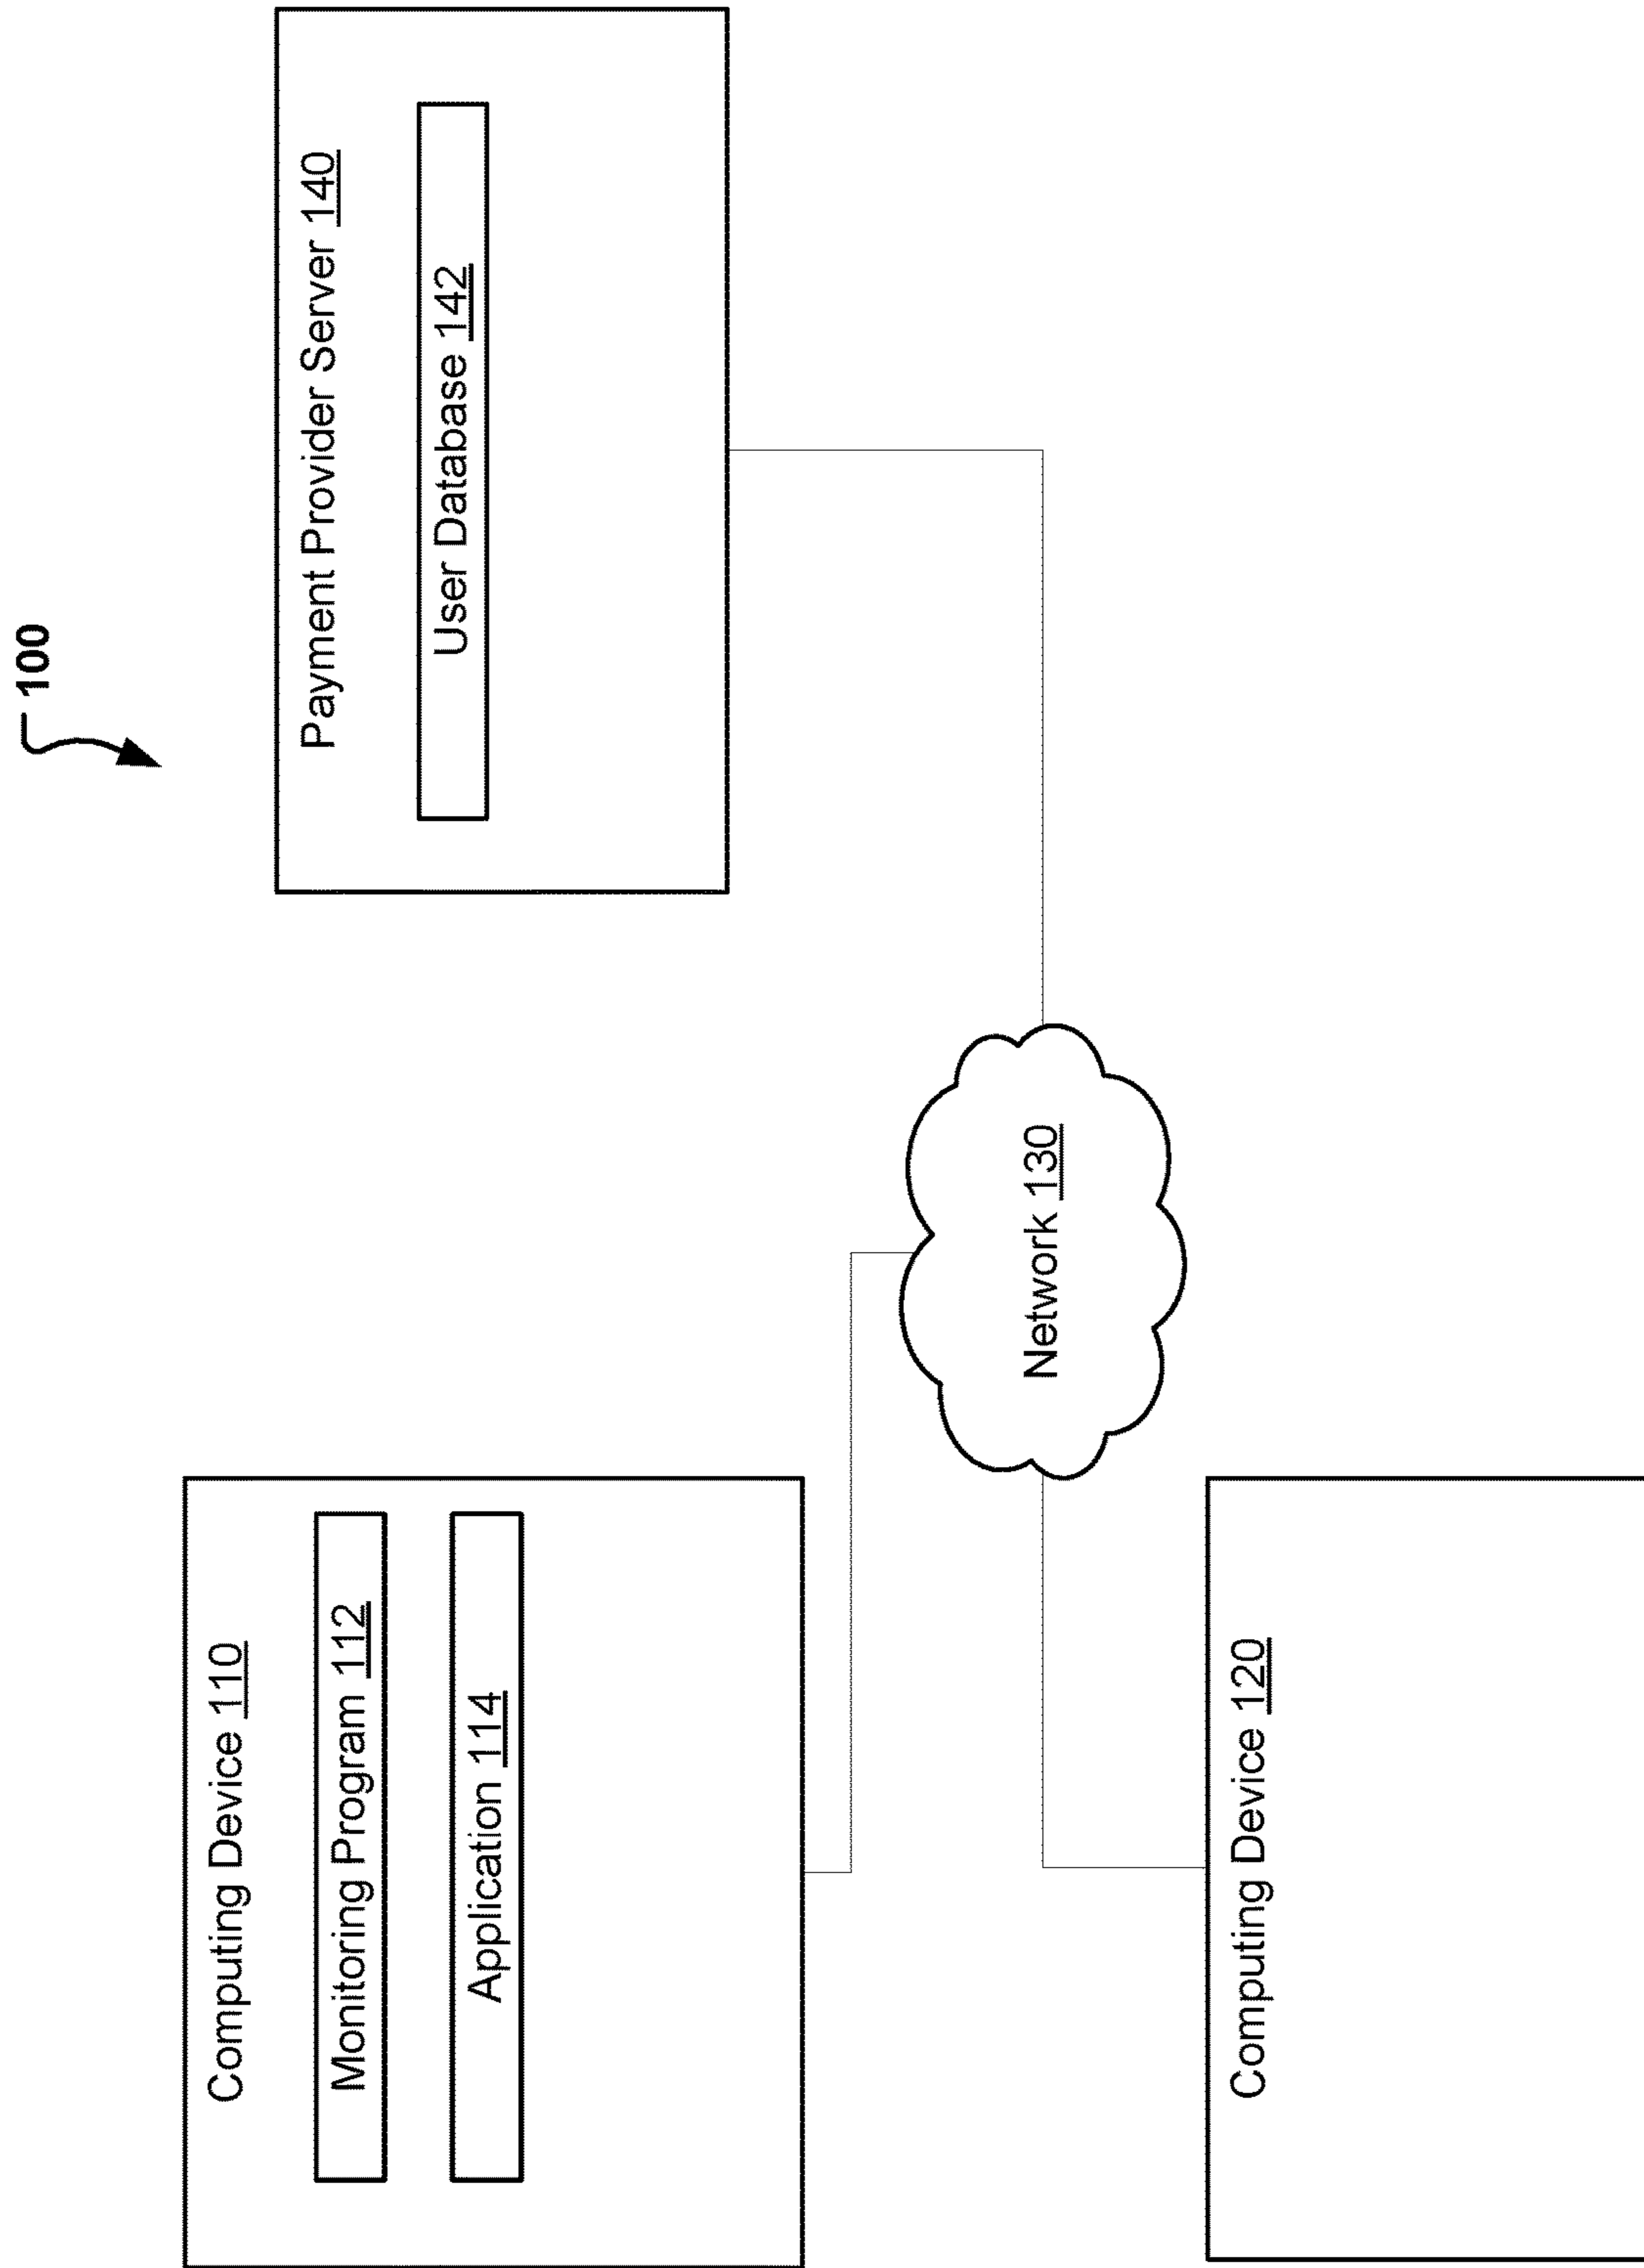 100
Computing Device 110
Monitoring Program 112
Application 114
Payment Provider Server 140
User Database 142
Network 130
Computing Device 120